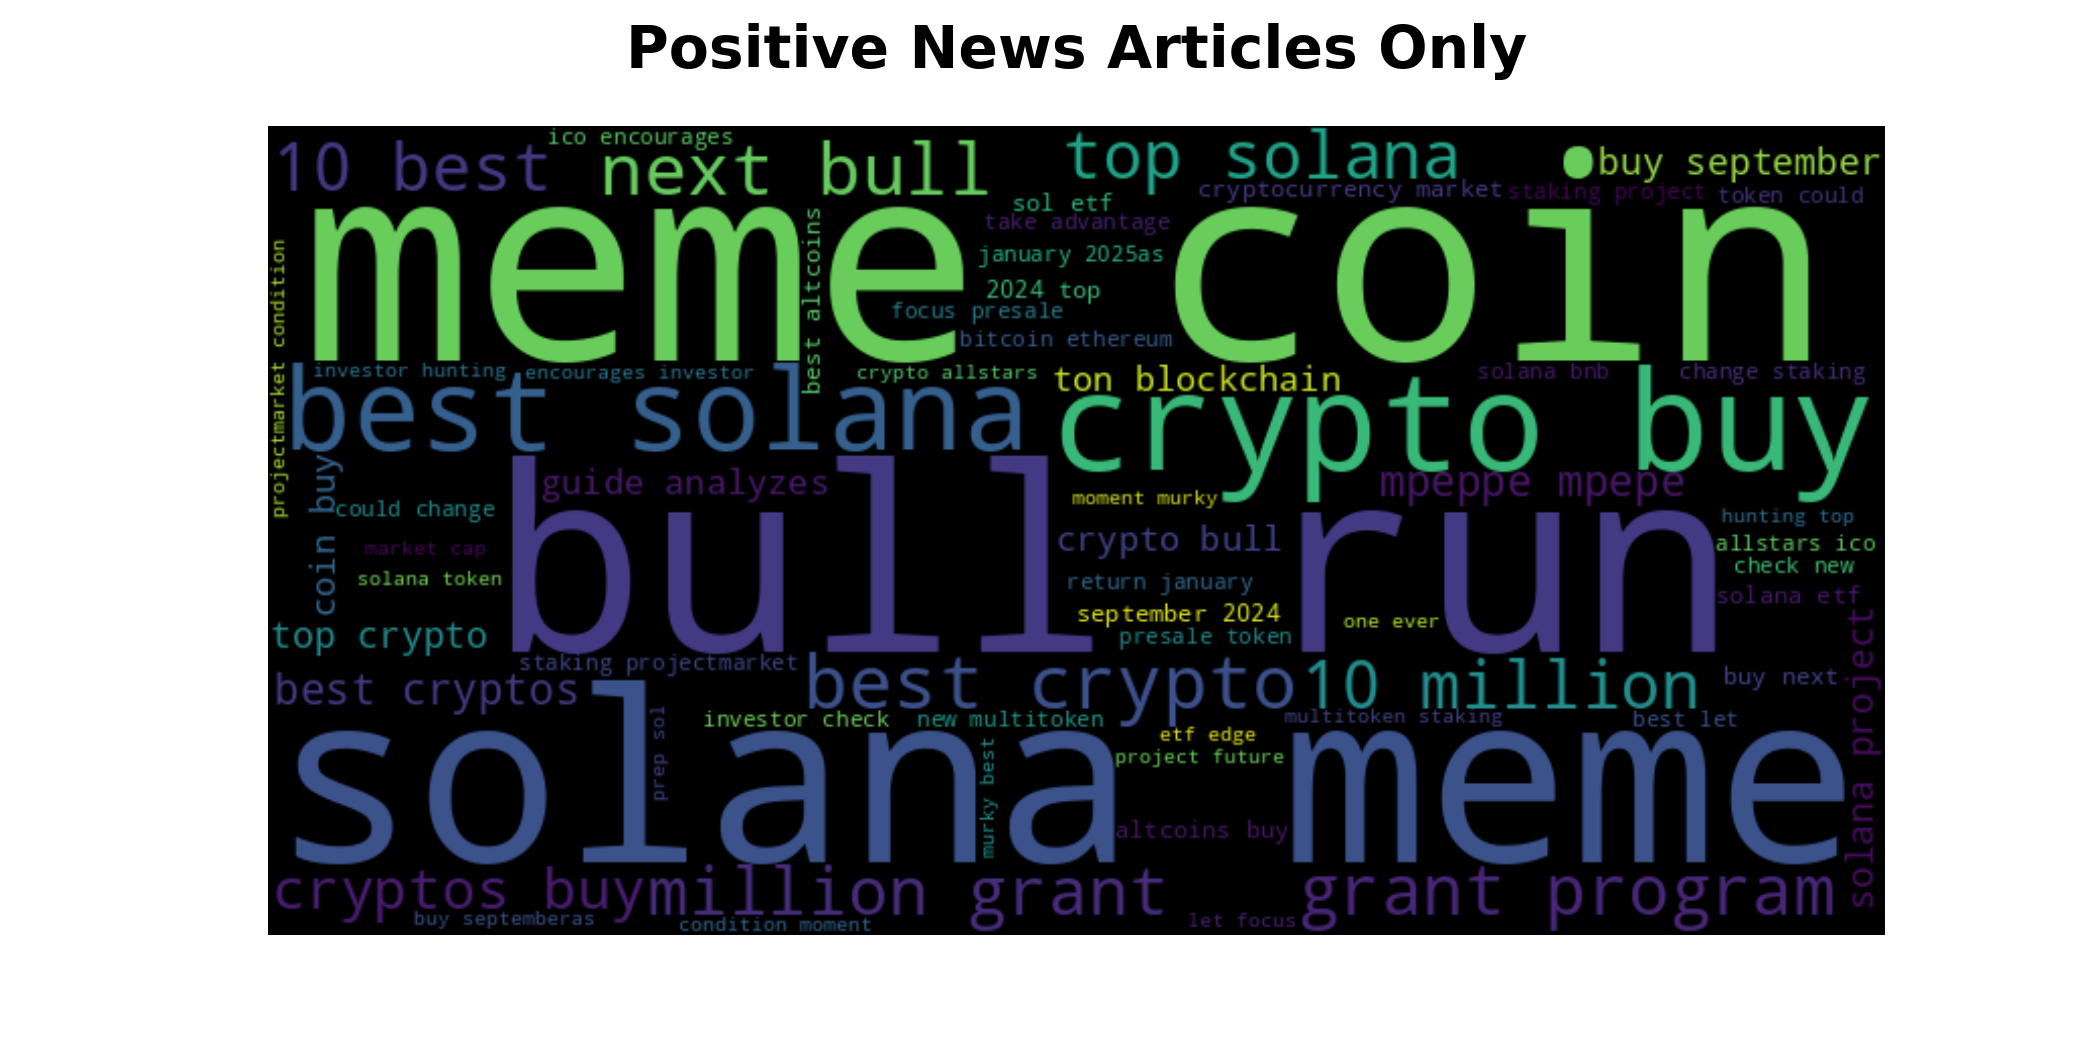 Positive News Articles Only
ico encourages
10 best
next bull
top solana
buy september
cryptocurrency market
staking project
token could
sol etf
take advantage
meme coin
best altcoins
january 2025as
2024 top
focus presale
bitcoin ethereum
projectmarket condition
investor hunting
encourages investor
crypto allstars
ton blockchain
solana bnb
change staking
best solana
crypto buy
coin buy
guide analyzes
mpeppe mpepe
moment murky
could change
bull run
hunting top
crypto bull
allstars ico
market cap
check new
solana token
return january
solana etf
september 2024
one ever
top crypto
presale token
staking projectmarket
best crypto
10 million
buy next
best cryptos
solana project
investor check
new multitoken
multitoken staking
best let
prep sol
etf edge
murky best
project future
solana meme
altcoins buy
cryptos buy
million grant
grant program
buy septemberas
condition moment
let focus